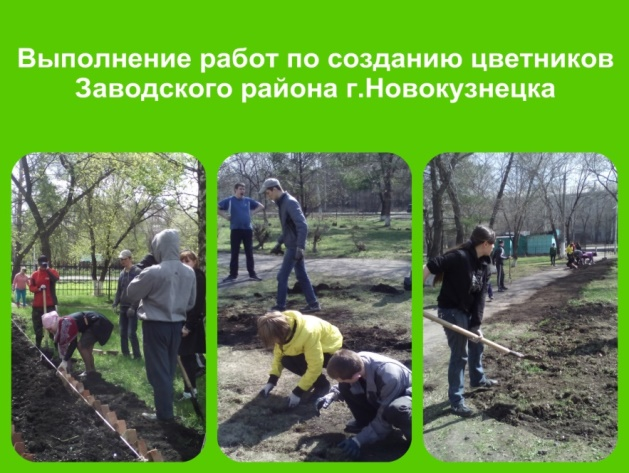 Выполнение работ по созданию цветников
Заводского района г.Новокузнецка